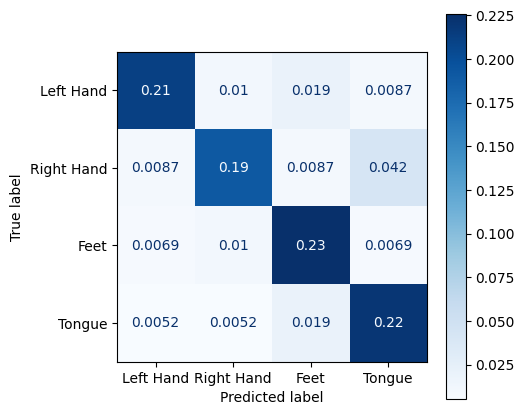 0.225
Left Hand 0.21 0.01 0.019 0.0087
0.200
0.175
Right Hand 0.0087 0.19 0.0087 0.042
0.150
0.125
True label
0.100
Feet 0.0069 0.01 0.23 0.0069
0.075
Tongue 0.0052 0.0052 0.019 0.22
0.050
0.025
Left Hand Right Hand Feet Tongue
Predicted label